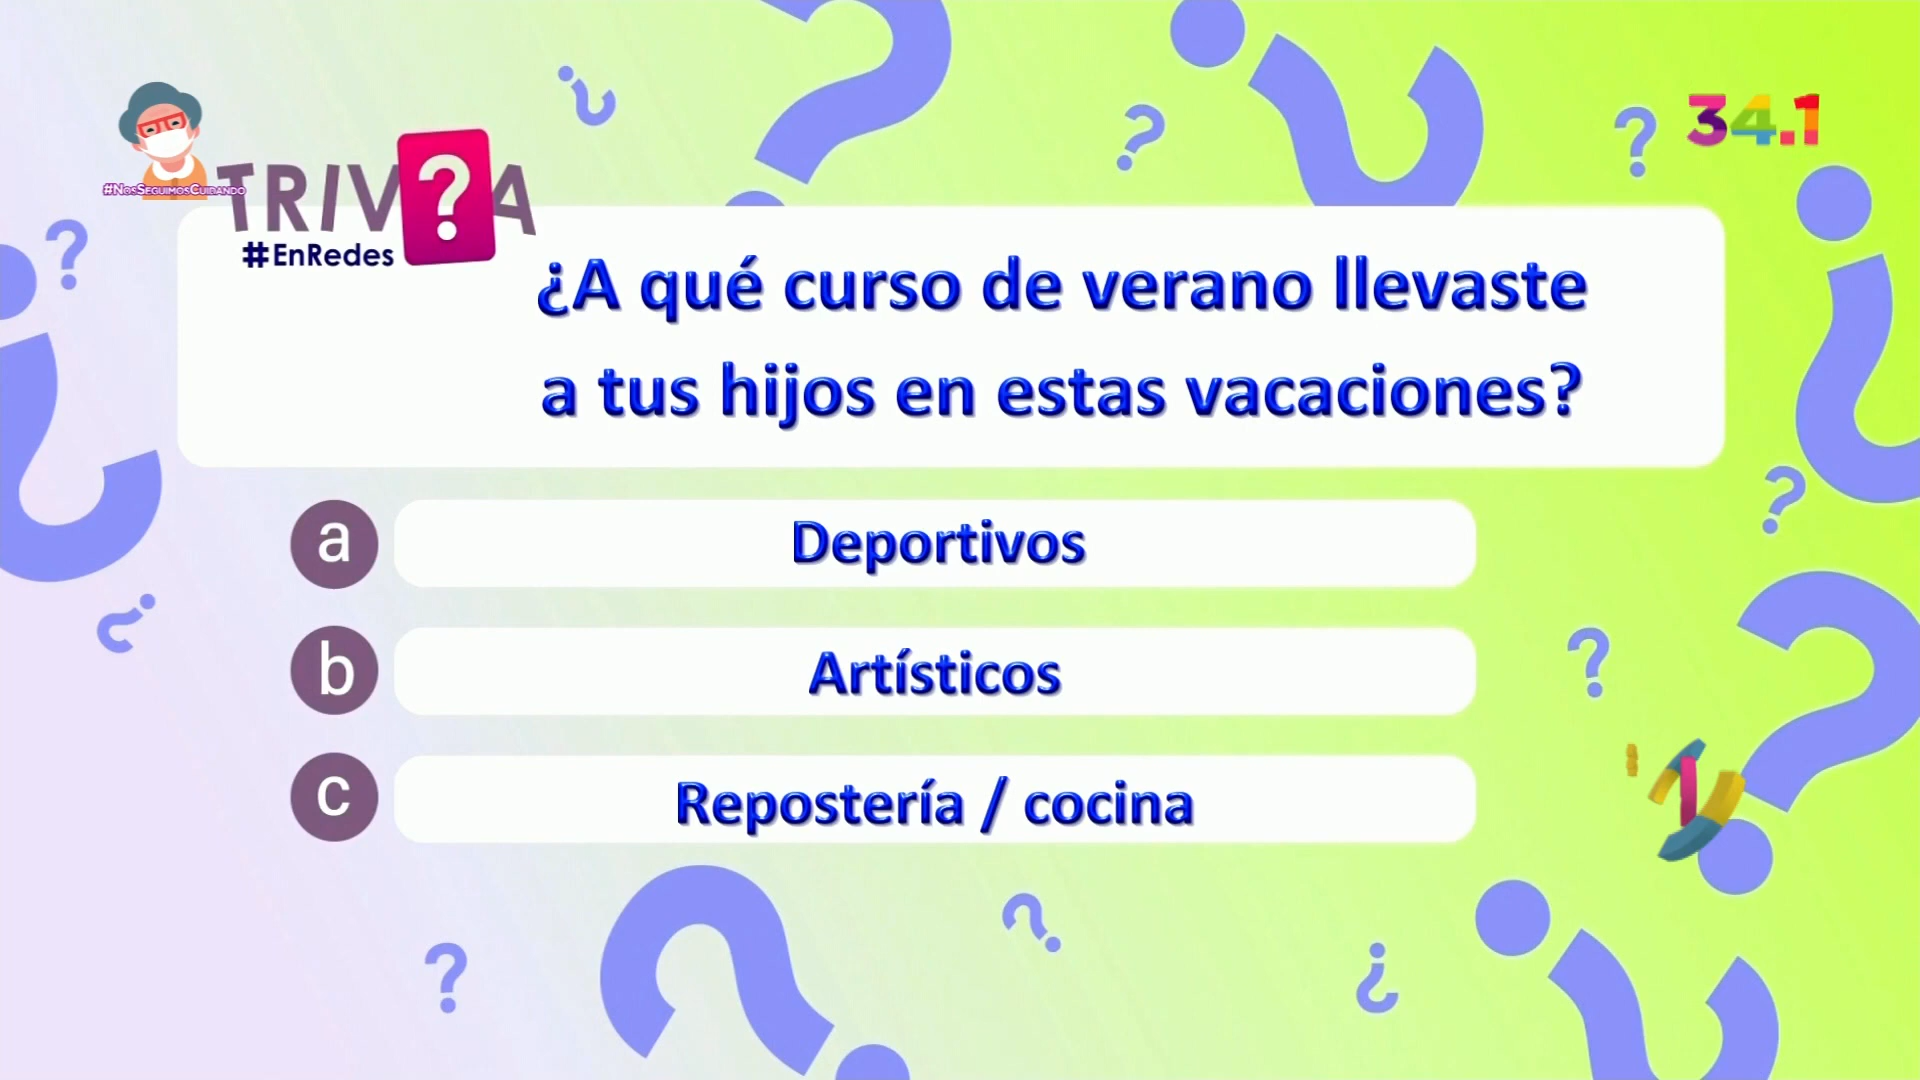 #NosSeguimosCuidando
34.1
TRIV?A
#EnRedes
¿A qué curso de verano llevaste
a tus hijos en estas vacaciones?
a Deportivos
b Artísticos
c Repostería / cocina